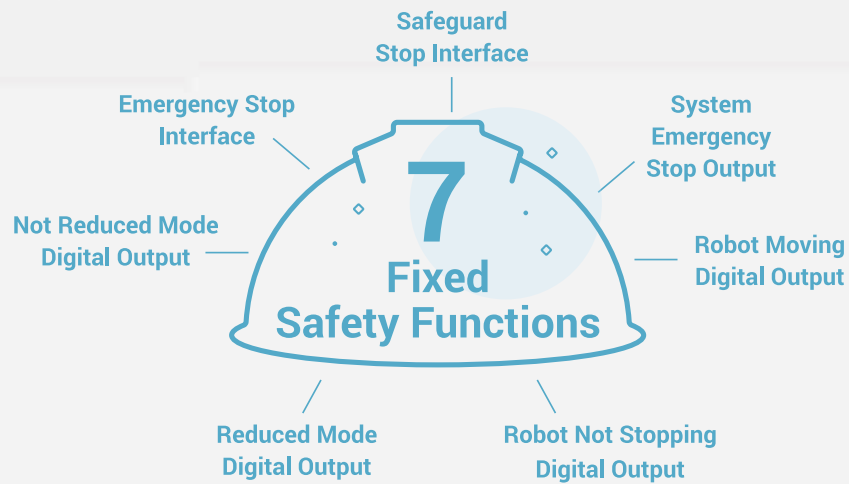 Safeguard
Stop Interface
Emergency Stop
Interface
System
Emergency
Stop Output
Not Reduced Mode
Digital Output
Robot Moving
Digital Output
7
Fixed
Safety Functions
Reduced Mode
Digital Output
Robot Not Stopping
Digital Output